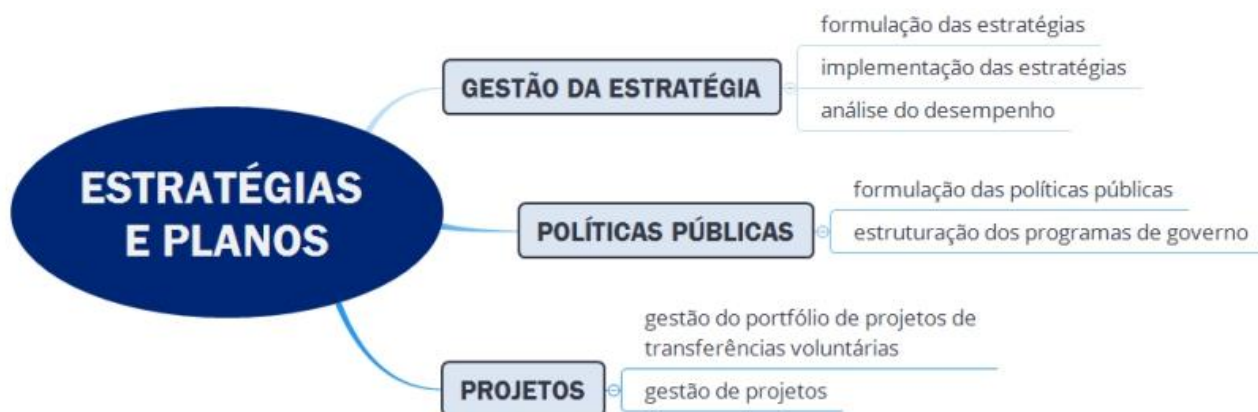 ESTRATÉGIAS
E PLANOS
GESTÃO DA ESTRATÉGIA
formulação das estratégias
implementação das estratégias
análise do desempenho
POLÍTICAS PÚBLICAS
formulação das políticas públicas
estruturação dos programas de governo
PROJETOS
gestão do portfólio de projetos de
transferências voluntárias
gestão de projetos